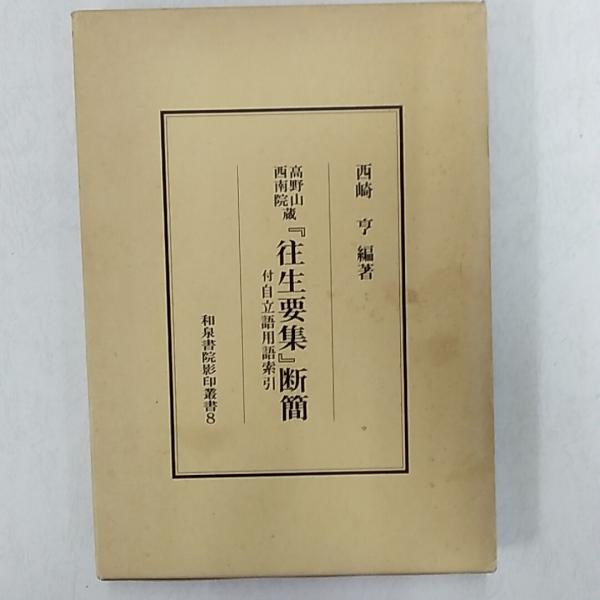 西崎 亨 編著
高野山
西南院
蔵『往生要集』断簡
付 自立語用語索引
和泉書院影印叢書8